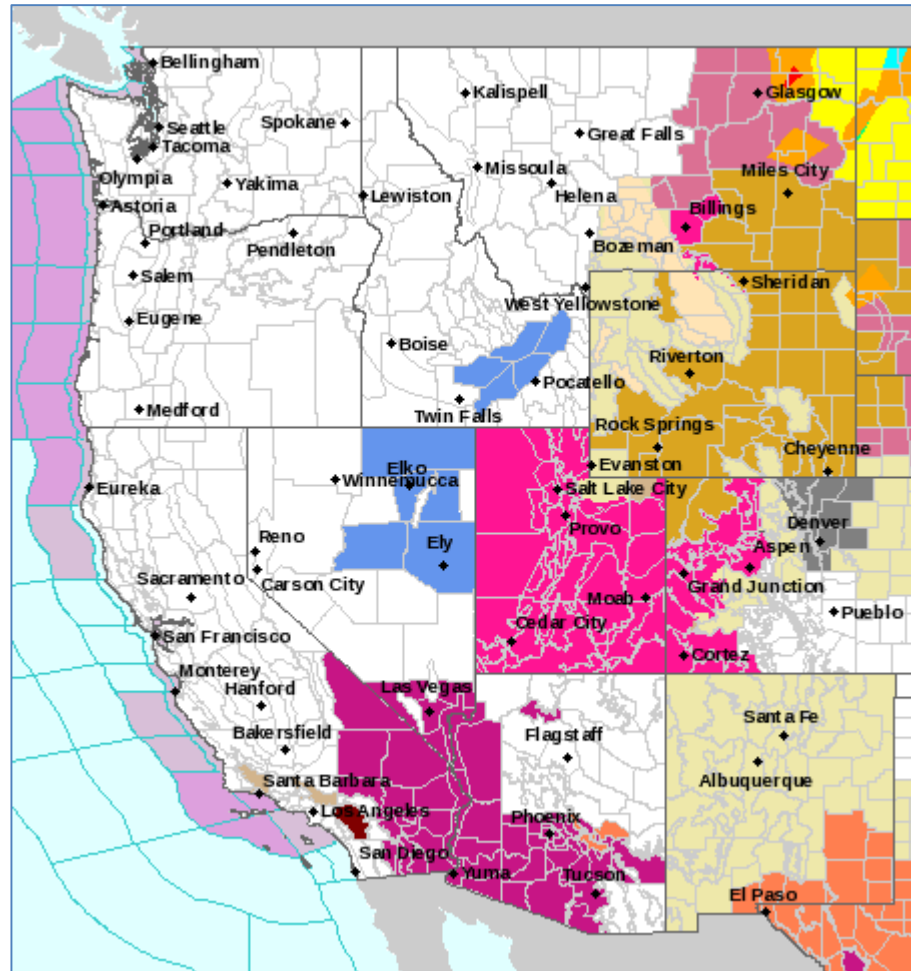 Bellingham
Kalispell
Glasgow
Seattle
Spokane
Great Falls
Tacoma
Olympia
Missoula
Yakima
Lewiston
Helena
Miles City
Astoria
Billings
Portland
Pendleton
Bozeman
Salem
Sheridan
West Yellowstone
Eugene
Boise
Riverton
Pocatello
Medford
Twin Falls
Rock Springs
Cheyenne
Elko
Evanston
Winnemucca
Eureka
Salt Lake City
Provo
Denver
Reno
Ely
Aspen
Sacramento
Carson City
Grand Junction
Moab
Pueblo
San Francisco
Cedar City
Cortez
Monterey
Hanford
Las Vegas
Santa Fe
Bakersfield
Flagstaff
Albuquerque
Santa Barbara
Los Angeles
Phoenix
San Diego
Yuma
Tucson
El Paso